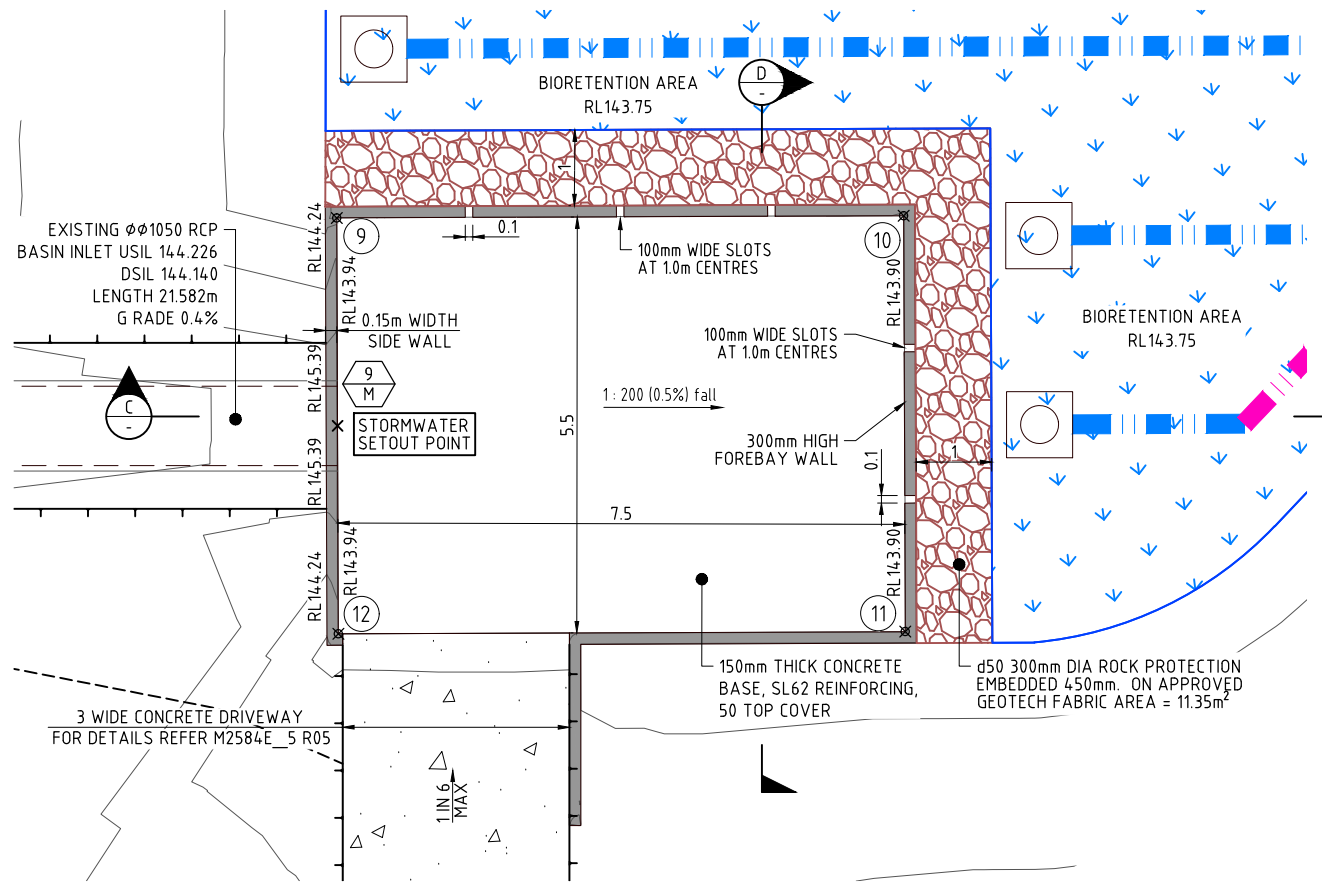 BIORETENTION AREA
RL143.75
D
-
1
EXISTING ØØ1050 RCP
BASIN INLET USIL 144.226
DSIL 144.140
LENGTH 21.582m
G RADE 0.4%
RL144.24
RL143.94
9
0.1
100mm WIDE SLOTS
AT 1.0m CENTRES
10
RL143.90
0.15m WIDTH
SIDE WALL
100mm WIDE SLOTS
AT 1.0m CENTRES
BIORETENTION AREA
RL143.75
RL145.39
9
M
C
-
STORMWATER
SETOUT POINT
1 : 200 (0.5%) fall
5.5
300mm HIGH
FOREBAY WALL
0.1
1
RL145.39
7.5
RL144.24
RL143.94
RL143.90
12
11
150mm THICK CONCRETE
BASE, SL62 REINFORCING,
50 TOP COVER
d50 300mm DIA ROCK PROTECTION
EMBEDDED 450mm. ON APPROVED
GEOTECH FABRIC AREA = 11.35m²
3 WIDE CONCRETE DRIVEWAY
FOR DETAILS REFER M2584E_5 R05
1 IN 6
MAX